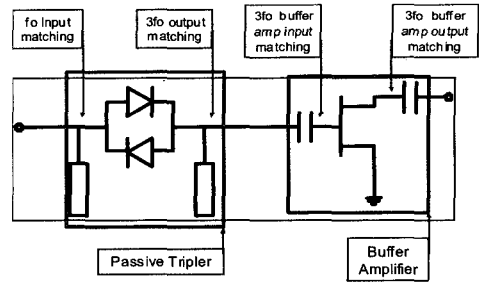 fo Input
matching
3fo output
matching
3fo buffer
amp input
matching
3fo buffer
amp output
matching
Passive Tripler
Buffer
Amplifier